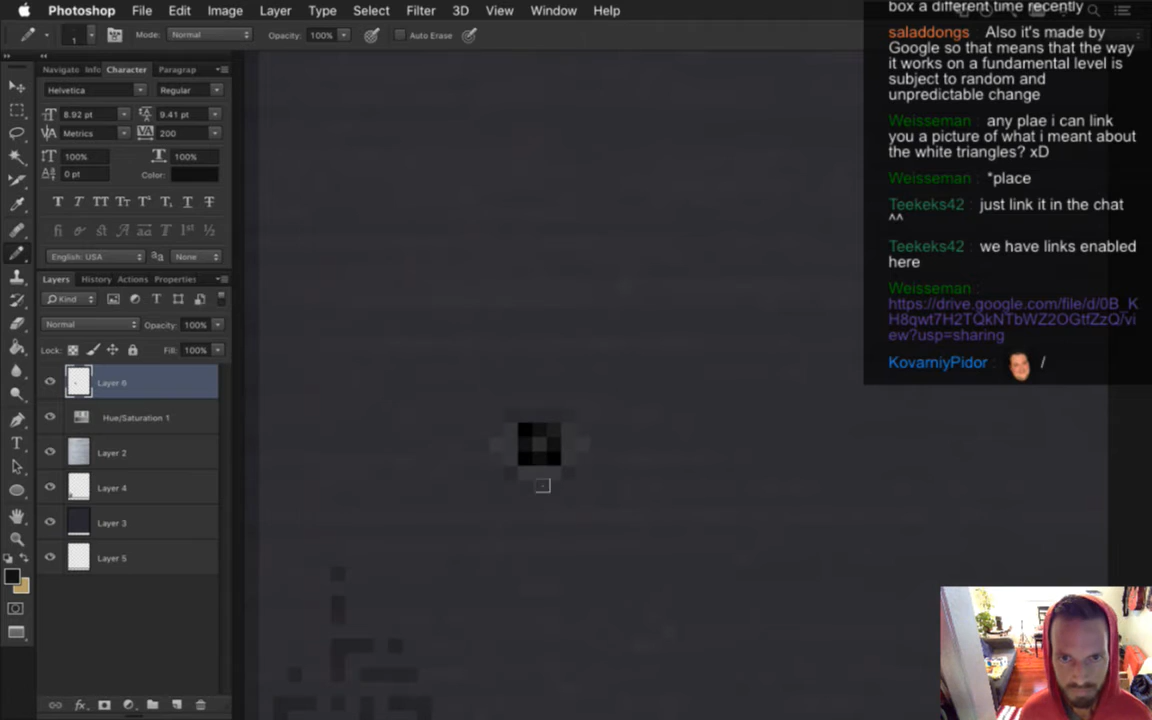 Photoshop File Edit Image Layer Type Select Filter 3D View Window Help
1 Mode: Normal Opacity: 100% Auto Erase
Navigato Info Character Paragrap
Helvetica Regular
8.92 pt 9.41 pt
Metrics 200
100% 100%
0 pt Color:
English: USA None
Layers History Actions Properties
Kind
Normal Opacity: 100%
Lock: Fill: 100%
Layer 6
Hue/Saturation 1
Layer 2
Layer 4
Layer 3
Layer 5
box a different time recently
saladdongs Also it's made by
Google so that means that the way
it works on a fundamental level is
subject to random and
unpredictable change
Weisseman : any plae i can link
you a picture of what i meant about
the white triangles? xD
Weisseman : *place
Teekeks42 : just link it in the chat
^^
Teekeks42 : we have links enabled
here
Weisseman :
https://drive.google.com/file/d/0B_K
H8qwt7H2TQkNTbWZ2OGtfZzQ/vi
ew?usp=sharing
KovarniyPidor : /